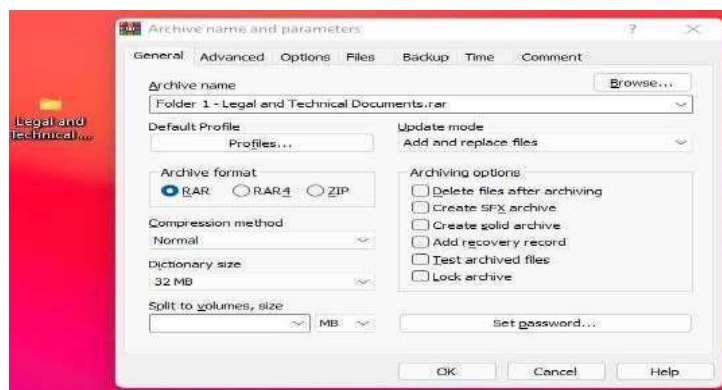 Archive name and parameters
?
General Advanced Options Files Backup Time Comment
Archive name
Browse...
Folder 1 - Legal and Technical Documents.rar
Default Profile
Profiles...
Update mode
Add and replace files
Archive format
RAR RAR4 ZIP
Compression method
Normal
Dictionary size
32 MB
Split to volumes, size
MB
Archiving options
Delete files after archiving
Create SFX archive
Create solid archive
Add recovery record
Test archived files
Lock archive
Set password...
OK Cancel Help
Legal and
Technical ...